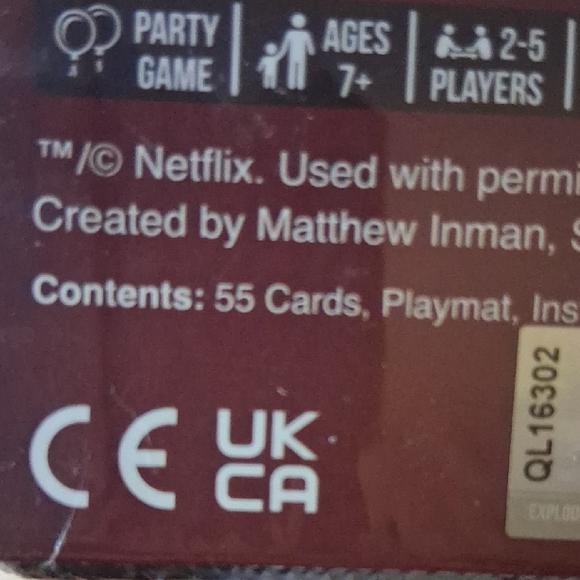 PARTY GAME
AGES 7+
2-5 PLAYERS
™/© Netflix. Used with permi
Created by Matthew Inman, S
Contents: 55 Cards, Playmat, Ins
QL16302
EXPLOD
CE
UK
CA